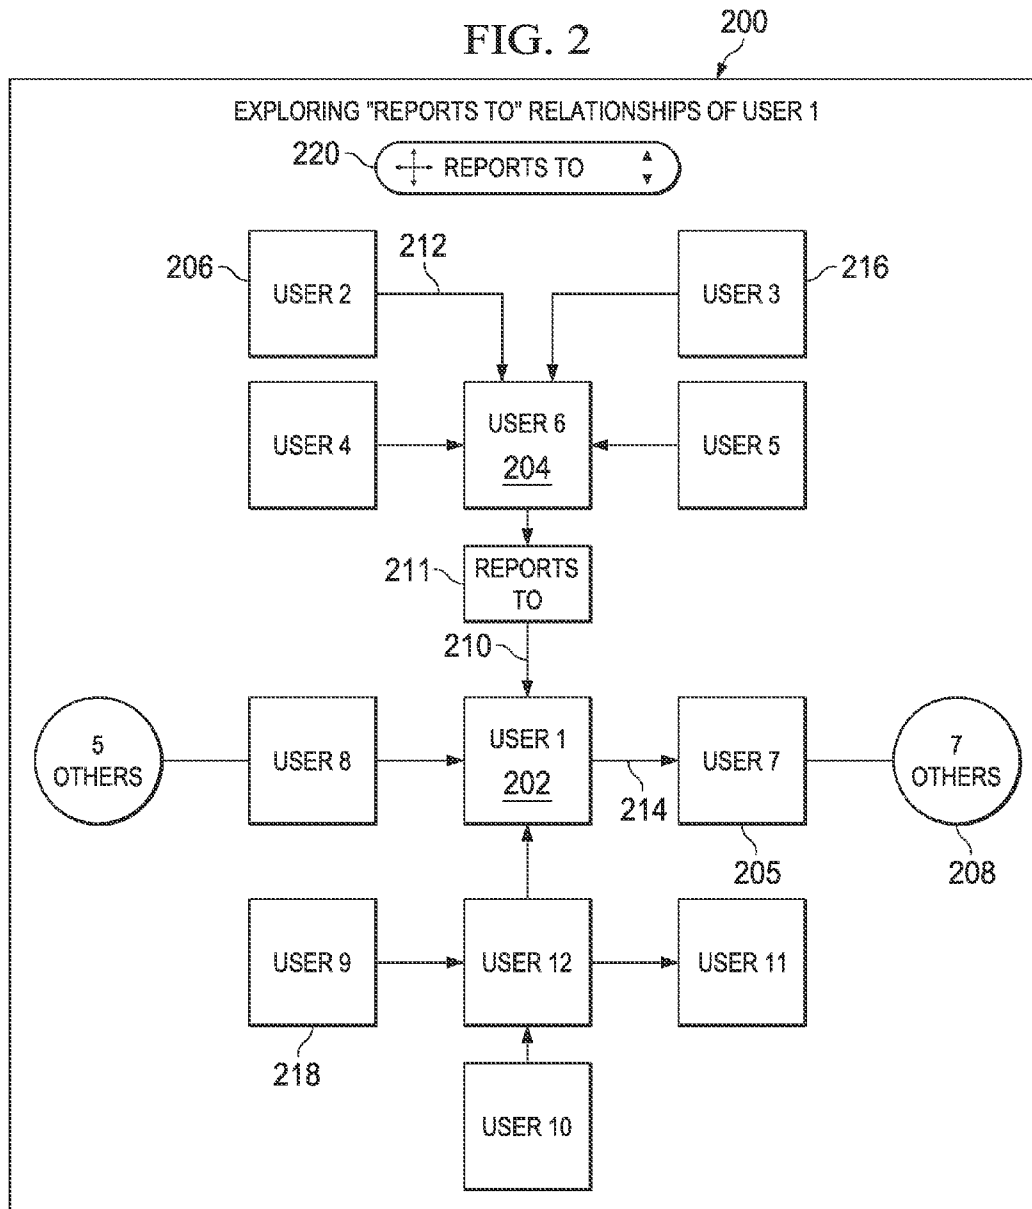 FIG. 2
200
EXPLORING "REPORTS TO" RELATIONSHIPS OF USER 1
220
REPORTS TO
206
USER 2
212
USER 3
216
USER 4
USER 6
204
USER 5
211
REPORTS
TO
210
5
OTHERS
USER 8
USER 1
202
214
USER 7
205
7
OTHERS
208
USER 9
218
USER 12
USER 11
USER 10